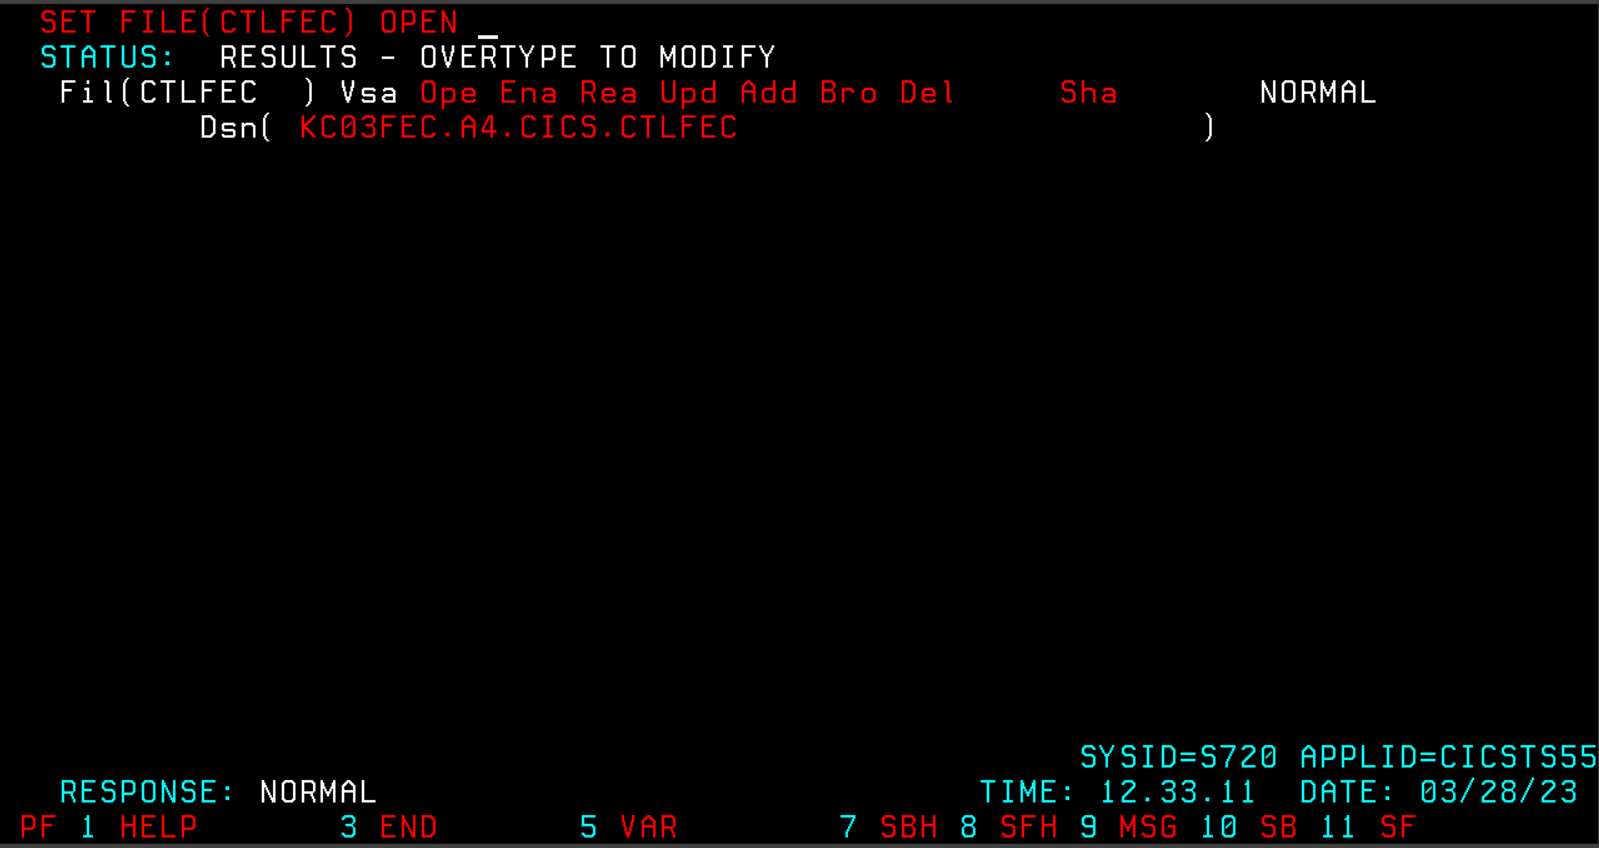 SET FILE(CTLFEC) OPEN _
STATUS:  RESULTS - OVERTYPE TO MODIFY
Fil(CTLFEC  ) Vsa Ope Ena Rea Upd Add Bro Del     Sha       NORMAL
Dsn( KC03FEC.A4.CICS.CTLFEC                       )
SYSID=S720 APPLID=CICSTS55
RESPONSE: NORMAL                              TIME: 12.33.11  DATE: 03/28/23
PF 1 HELP       3 END       5 VAR        7 SBH 8 SFH 9 MSG 10 SB 11 SF